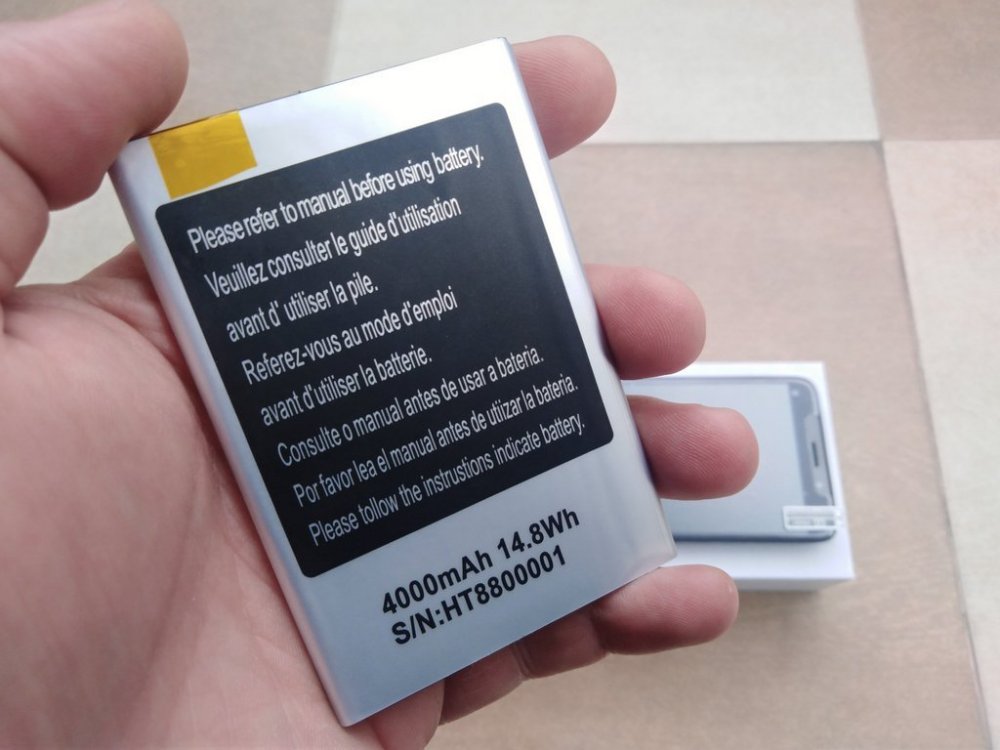 Please refer to manual before using battery.
Veuillez consulter le guide d'utilisation
avant d' utiliser la pile.
Referez-vous au mode d'emploi
avant d'utiliser la batterie.
Consulte o manual antes de usar a bateria.
Por favor lea el manual antes de utiizar la bateria.
Please tollow the instrustions indicate battery.
4000mAh 14.8Wh
S/N:HT8800001